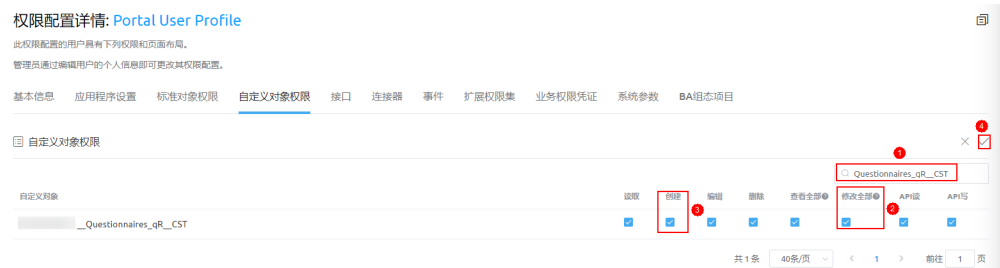 权限配置详情: Portal User Profile
此权限配置的用户具有下列权限和页面布局。
管理员通过编辑用户的个人信息即可更改其权限配置。
基本信息 应用程序设置 标准对象权限 自定义对象权限 接口 连接器 事件 扩展权限集 业务权限凭证 系统参数 BA组态项目
4
自定义对象权限
1
Questionnaires_qR__CST
自定义对象 读取 创建 编辑 删除 查看全部 修改全部 API读 API写
3 2
__Questionnaires_qR__CST
共1条 40条/页 1 前往 1 页